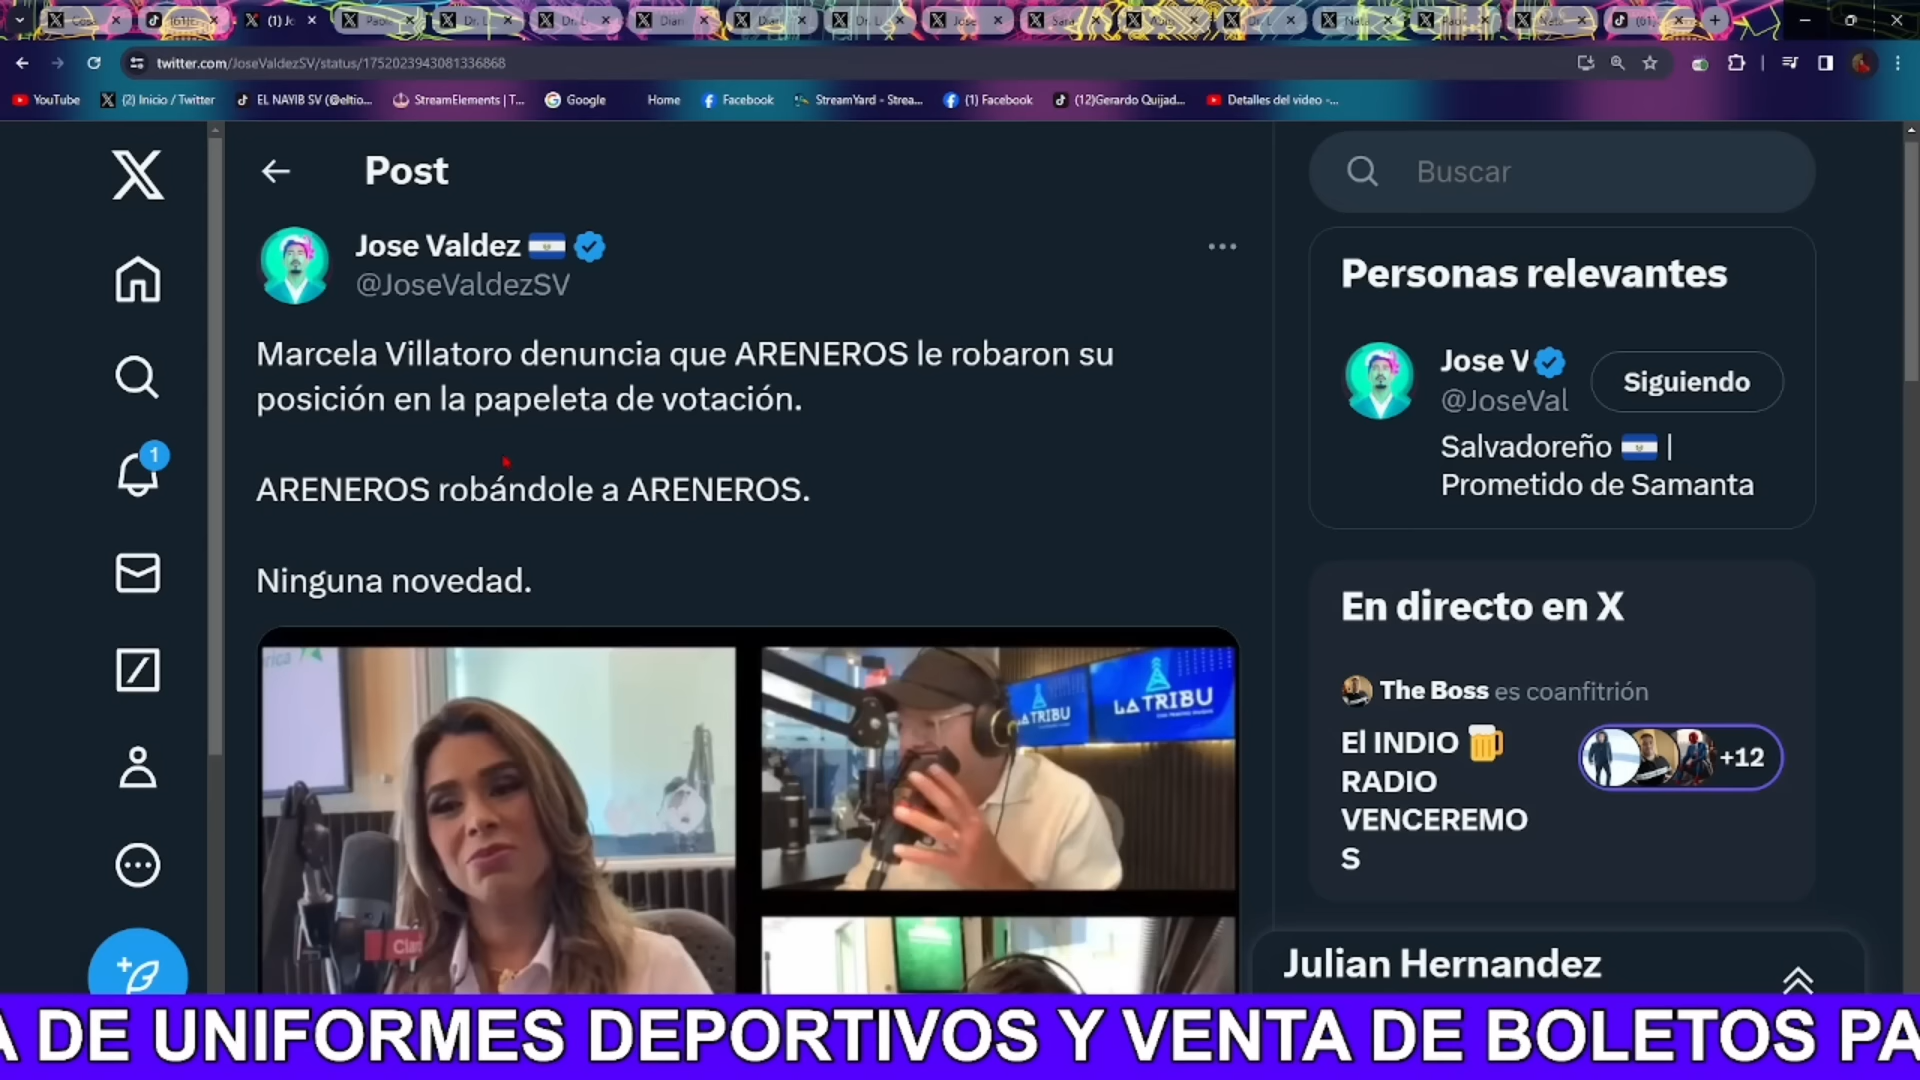 (1) Jo
twitter.com/JoseValdezSV/status/1752023943081336868
YouTube
(2) Inicio / Twitter
EL NAYIB SV (@eltio...
StreamElements | T...
Google
Home
Facebook
StreamYard - Strea...
(1) Facebook
(12)Gerardo Quijad...
Detalles del video -...
Post
Jose Valdez
@JoseValdezSV
Marcela Villatoro denuncia que ARENEROS le robaron su
posición en la papeleta de votación.
ARENEROS robándole a ARENEROS.
Ninguna novedad.
LA TRIBU
LA TRIBU
1
Buscar
Personas relevantes
Jose V
@JoseVal
Siguiendo
Salvadoreño |
Prometido de Samanta
En directo en X
The Boss es coanfitrión
El INDIO
RADIO
VENCEREMO
S
+12
Julian Hernandez
A DE UNIFORMES DEPORTIVOS Y VENTA DE BOLETOS PA